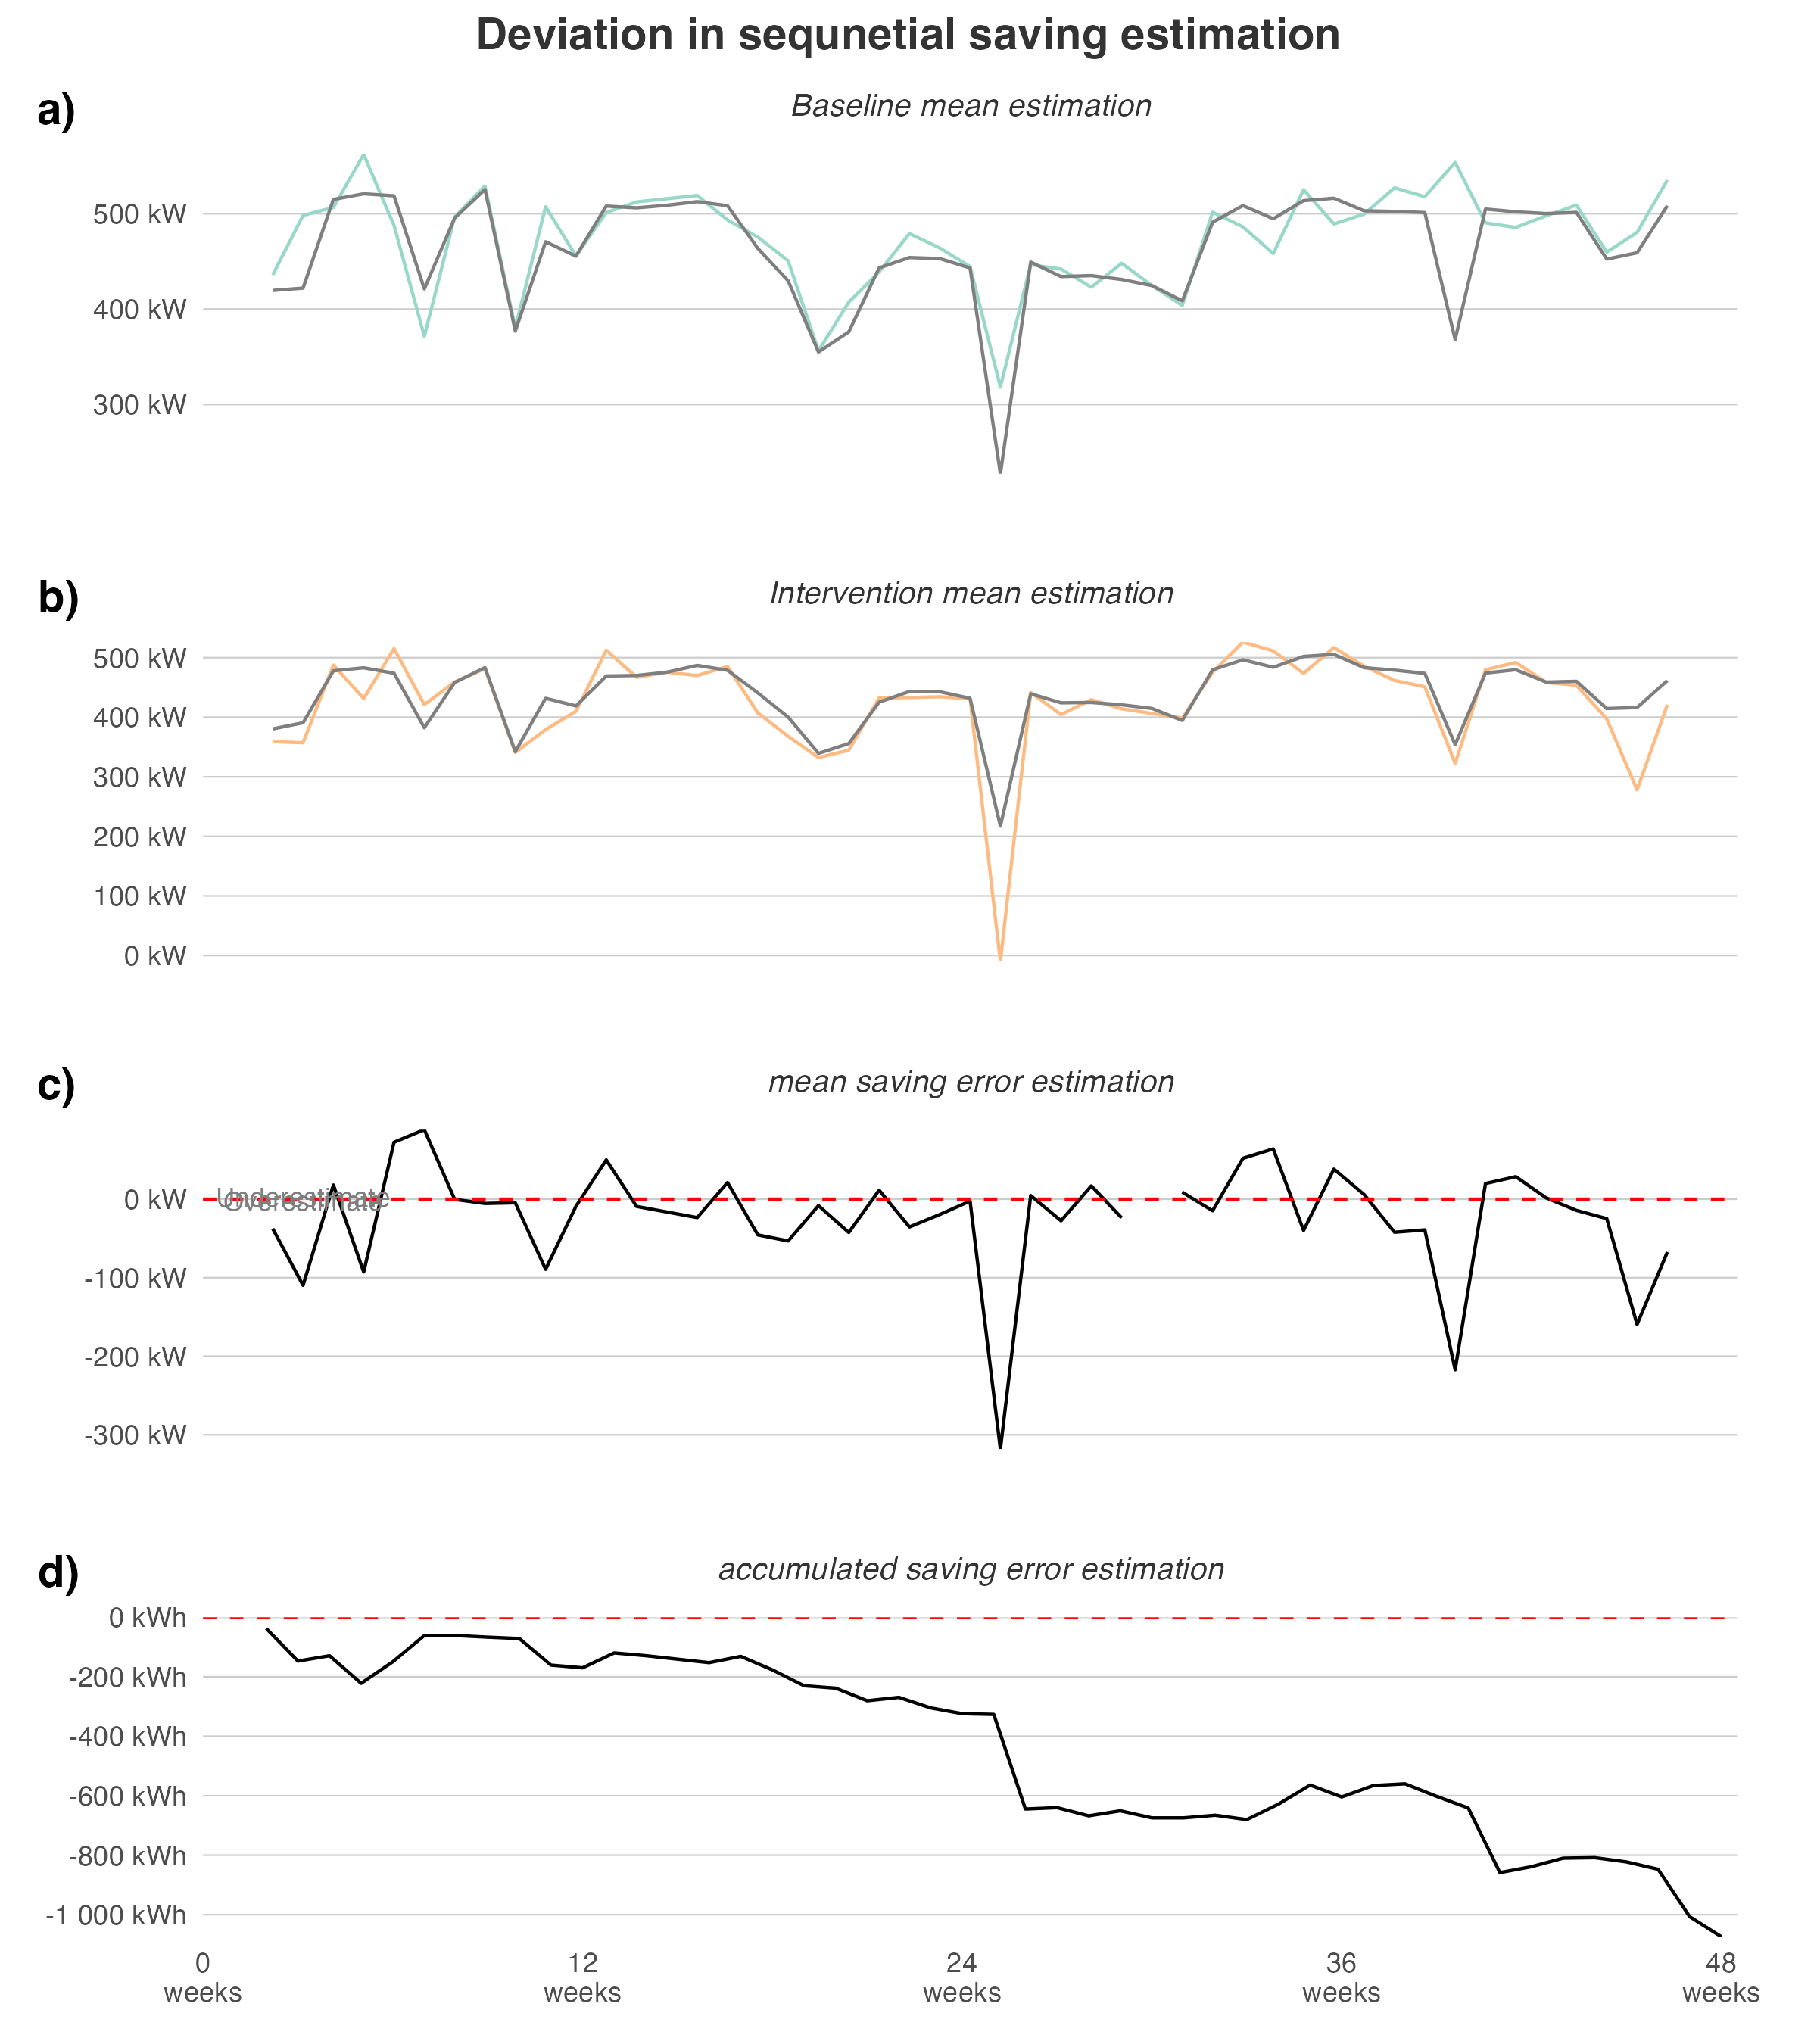 Deviation in sequnetial saving estimation
a)
Baseline mean estimation
500 kW
400 kW
300 kW
b)
Intervention mean estimation
500 kW
400 kW
300 kW
200 kW
100 kW
0 kW
c)
mean saving error estimation
Underestimate
Overestimate
0 kW
-100 kW
-200 kW
-300 kW
d)
accumulated saving error estimation
0 kWh
-200 kWh
-400 kWh
-600 kWh
-800 kWh
-1 000 kWh
0 12 24 36 48
weeks weeks weeks weeks weeks